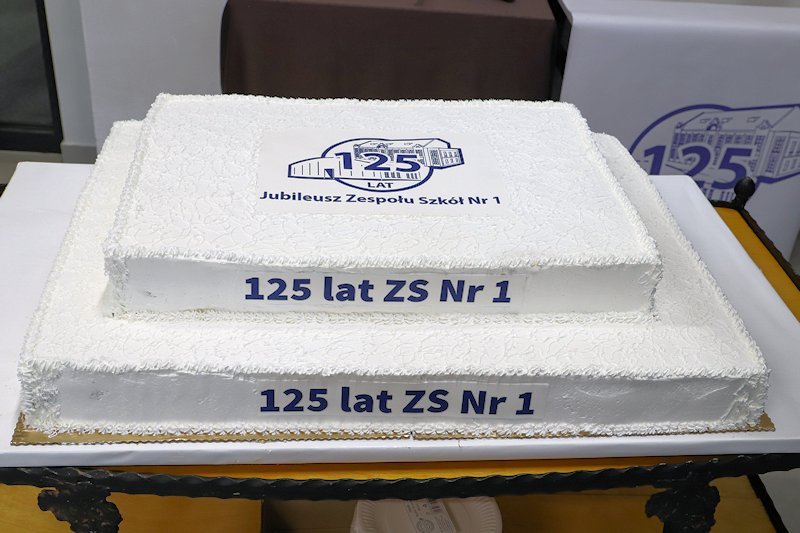 125
LAT
Jubileusz Zespołu Szkół Nr 1
125 lat ZS Nr 1
125 lat ZS Nr 1
125